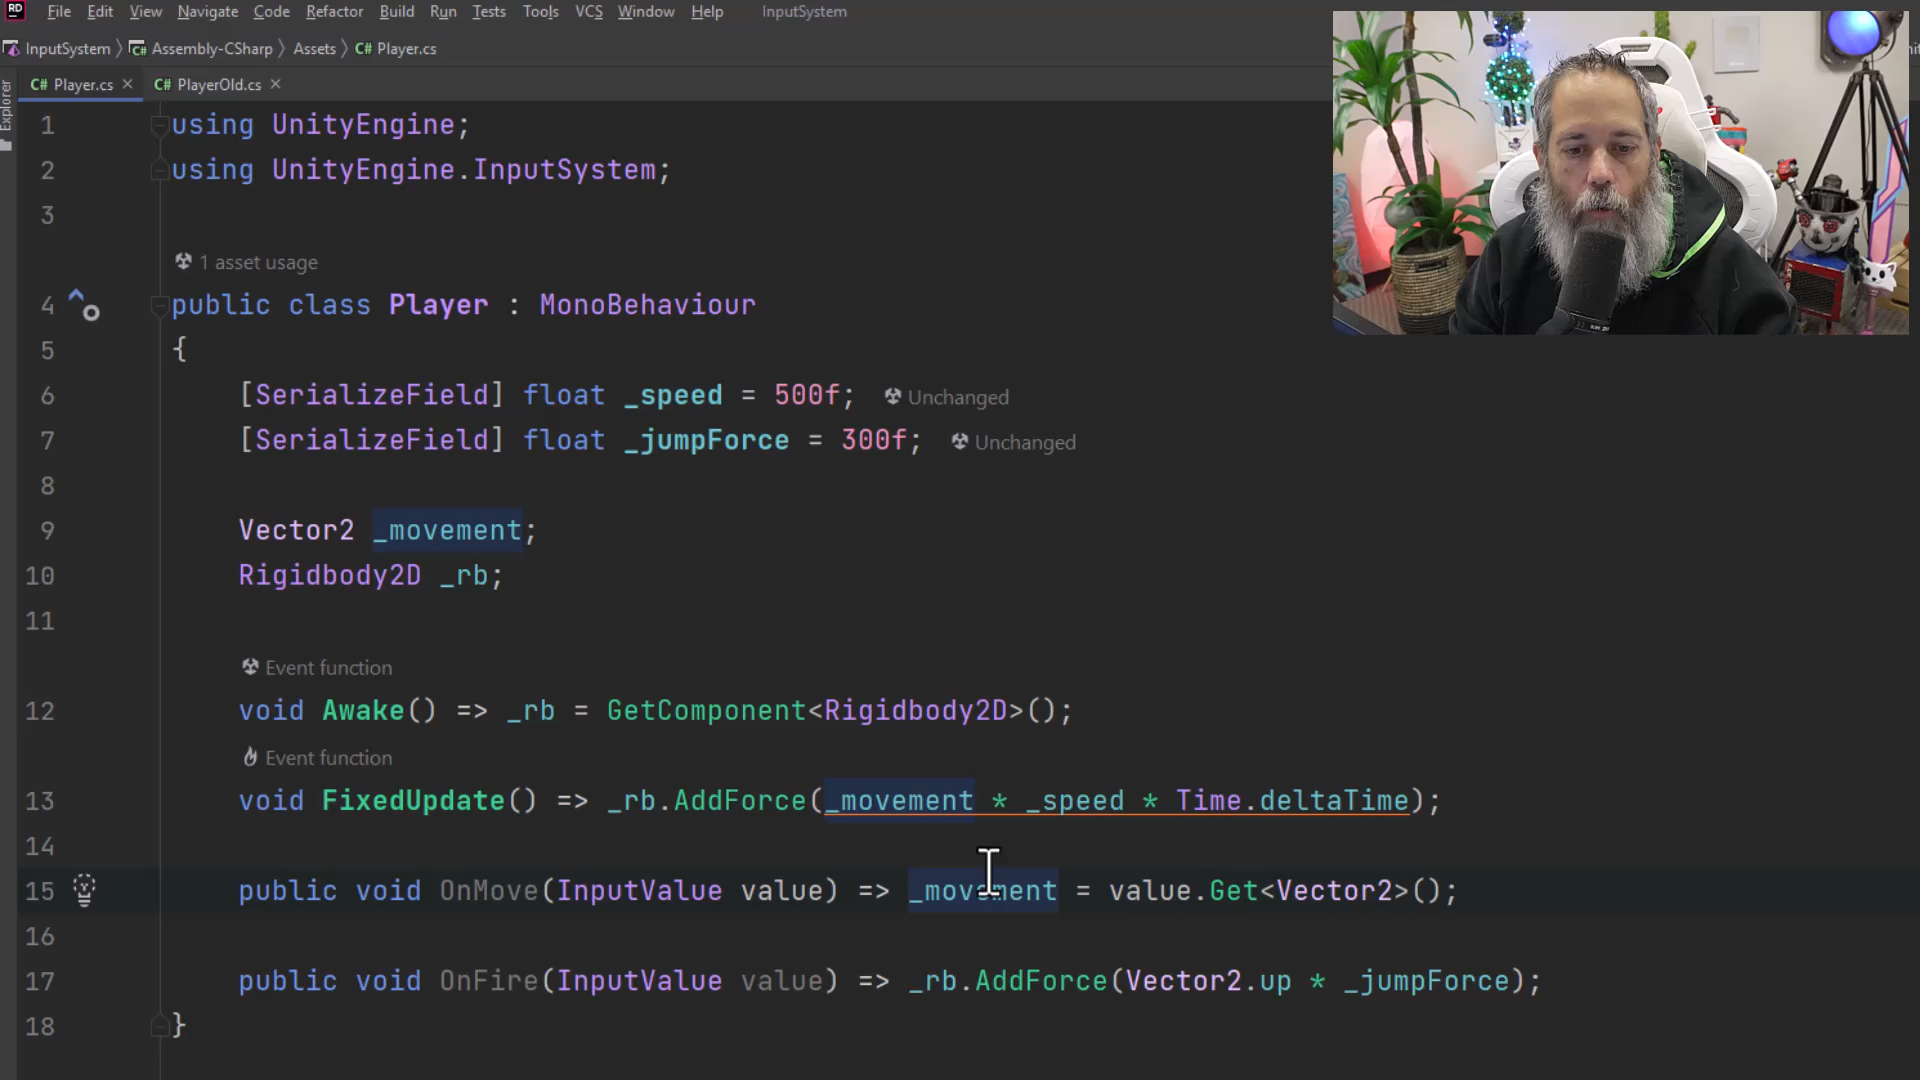 RD File Edit View Navigate Code Refactor Build Run Tests Tools VCS Window Help InputSystem
InputSystem C# Assembly-CSharp Assets C# Player.cs
C# Player.cs C# PlayerOld.cs
Explorer
1 using UnityEngine;
2 using UnityEngine.InputSystem;
3
1 asset usage
4 public class Player : MonoBehaviour
5 {
6 [SerializeField] float _speed = 500f; Unchanged
7 [SerializeField] float _jumpForce = 300f; Unchanged
8
9 Vector2 _movement;
10 Rigidbody2D _rb;
11
Event function
12 void Awake() => _rb = GetComponent<Rigidbody2D>();
Event function
13 void FixedUpdate() => _rb.AddForce(_movement * _speed * Time.deltaTime);
14
15 public void OnMove(InputValue value) => _movement = value.Get<Vector2>();
16
17 public void OnFire(InputValue value) => _rb.AddForce(Vector2.up * _jumpForce);
18 }